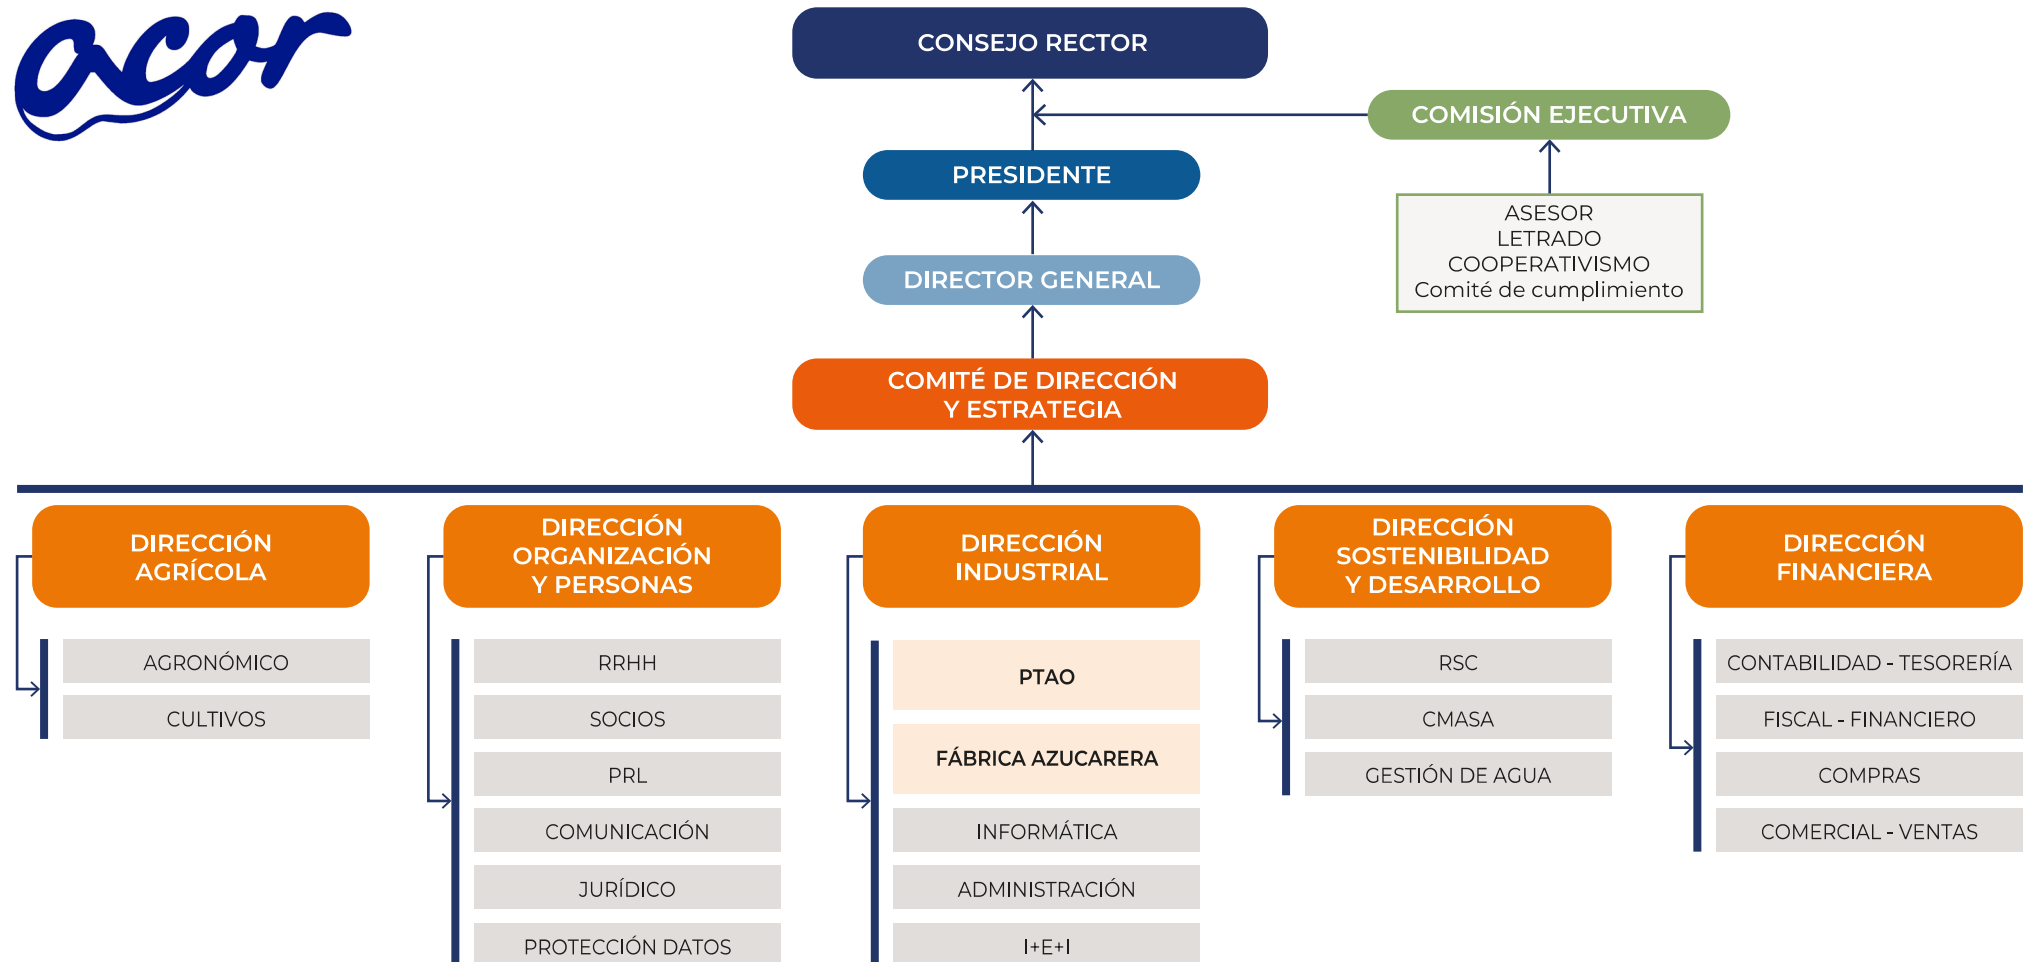 acor
CONSEJO RECTOR
COMISIÓN EJECUTIVA
PRESIDENTE
ASESOR
LETRADO
COOPERATIVISMO
Comité de cumplimiento
DIRECTOR GENERAL
COMITÉ DE DIRECCIÓN
Y ESTRATEGIA
DIRECCIÓN
AGRÍCOLA
AGRONÓMICO
CULTIVOS
DIRECCIÓN
ORGANIZACIÓN
Y PERSONAS
RRHH
SOCIOS
PRL
COMUNICACIÓN
JURÍDICO
PROTECCIÓN DATOS
DIRECCIÓN
INDUSTRIAL
PTAO
FÁBRICA AZUCARERA
INFORMÁTICA
ADMINISTRACIÓN
I+E+I
DIRECCIÓN
SOSTENIBILIDAD
Y DESARROLLO
RSC
CMASA
GESTIÓN DE AGUA
DIRECCIÓN
FINANCIERA
CONTABILIDAD - TESORERÍA
FISCAL - FINANCIERO
COMPRAS
COMERCIAL - VENTAS